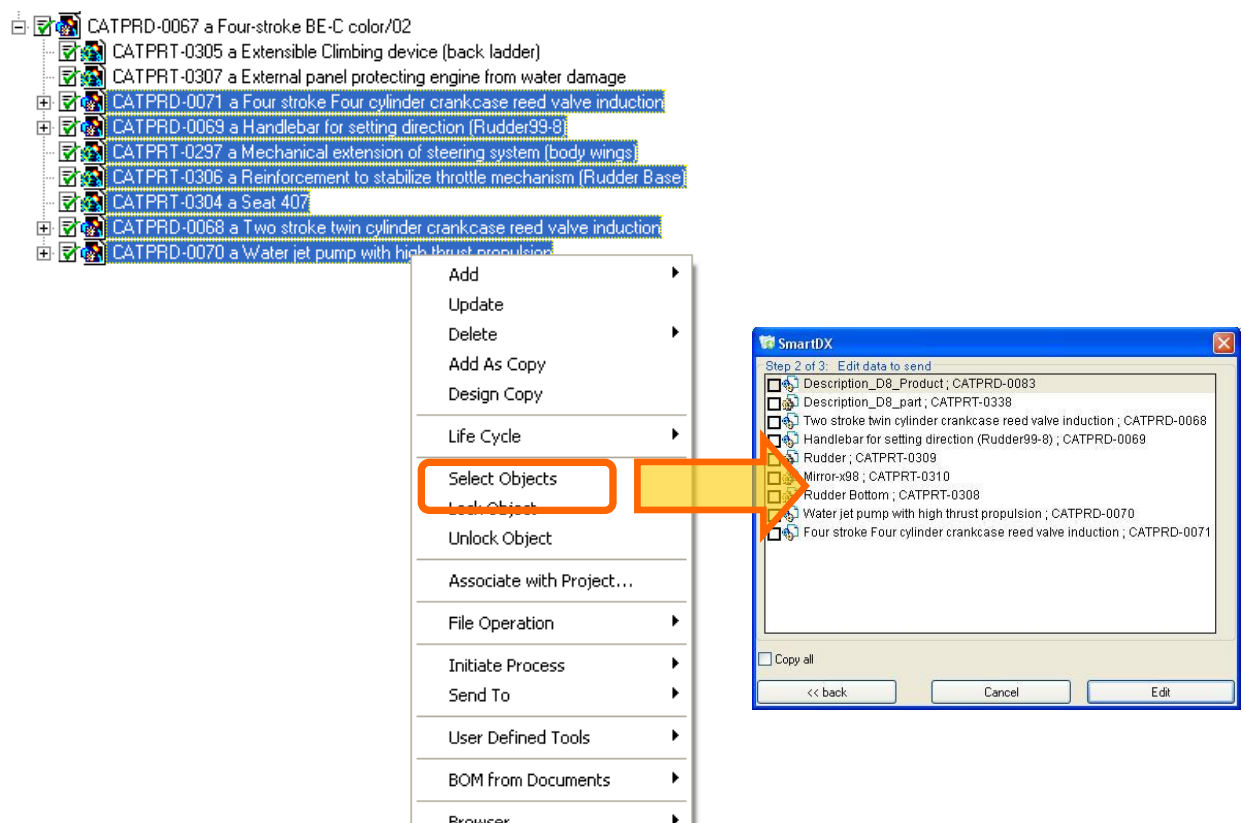 CATPRD-0067 a Four-stroke BE-C color/02
CATPRT-0305 a Extensible Climbing device (back ladder)
CATPRT-0307 a External panel protecting engine from water damage
CATPRD-0071 a Four stroke Four cylinder crankcase reed valve induction
CATPRD-0069 a Handlebar for setting direction (Rudder99-8)
CATPRT-0297 a Mechanical extension of steering system (body wings)
CATPRT-0306 a Reinforcement to stabilize throttle mechanism (Rudder Base)
CATPRT-0304 a Seat 407
CATPRD-0068 a Two stroke twin cylinder crankcase reed valve induction
CATPRD-0070 a Water jet pump with high thrust propulsion
Add
Update
Delete
Add As Copy
Design Copy
Life Cycle
Select Objects
Lock Object
Unlock Object
Associate with Project...
File Operation
Initiate Process
Send To
User Defined Tools
BOM from Documents
Browser
SmartDX
Step 2 of 3: Edit data to send
Description_D8_Product ; CATPRD-0083
Description_D8_part ; CATPRT-0338
Two stroke twin cylinder crankcase reed valve induction ; CATPRD-0068
Handlebar for setting direction (Rudder99-8) ; CATPRD-0069
Rudder ; CATPRT-0309
Mirror-x98 ; CATPRT-0310
Rudder Bottom ; CATPRT-0308
Water jet pump with high thrust propulsion ; CATPRD-0070
Four stroke Four cylinder crankcase reed valve induction ; CATPRD-0071
Copy all
<< back
Cancel
Edit